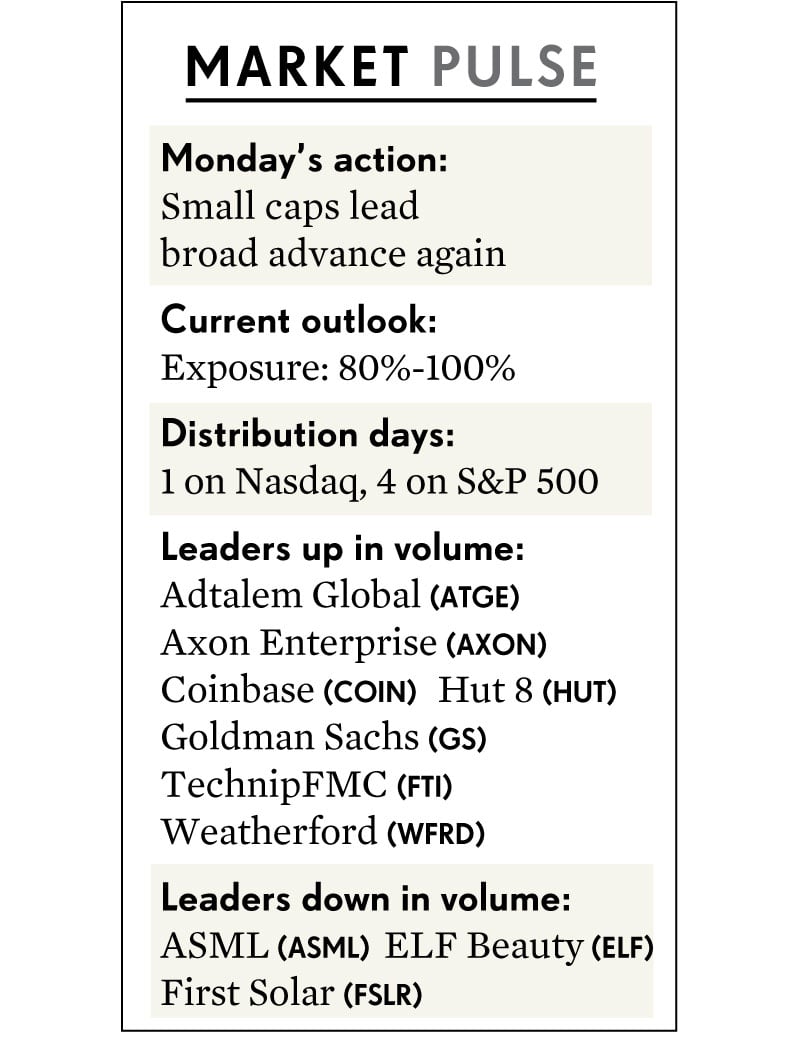 MARKET PULSE
Monday’s action:
Small caps lead
broad advance again
Current outlook:
Exposure: 80%-100%
Distribution days:
1 on Nasdaq, 4 on S&P 500
Leaders up in volume:
Adtalem Global (ATGE)
Axon Enterprise (AXON)
Coinbase (COIN) Hut 8 (HUT)
Goldman Sachs (GS)
TechnipFMC (FTI)
Weatherford (WFRD)
Leaders down in volume:
ASML (ASML) ELF Beauty (ELF)
First Solar (FSLR)